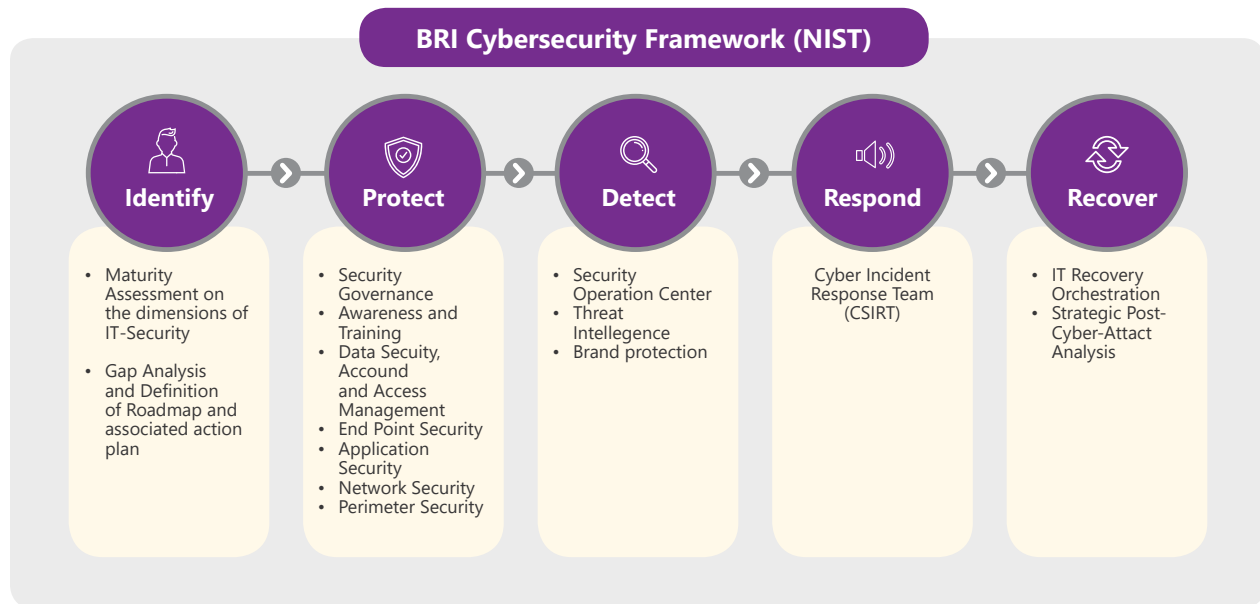 BRI Cybersecurity Framework (NIST)
Identify
• Maturity
Assessment on
the dimensions of
IT-Security
• Gap Analysis
and Definition
of Roadmap and
associated action
plan
Protect
• Security
Governance
• Awareness and
Training
• Data Secuity,
Accound
and Access
Management
• End Point Security
• Application
Security
• Network Security
• Perimeter Security
Detect
• Security
Operation Center
• Threat
Intellegence
• Brand protection
Respond
Cyber Incident
Response Team
(CSIRT)
Recover
• IT Recovery
Orchestration
• Strategic Post-
Cyber-Attact
Analysis